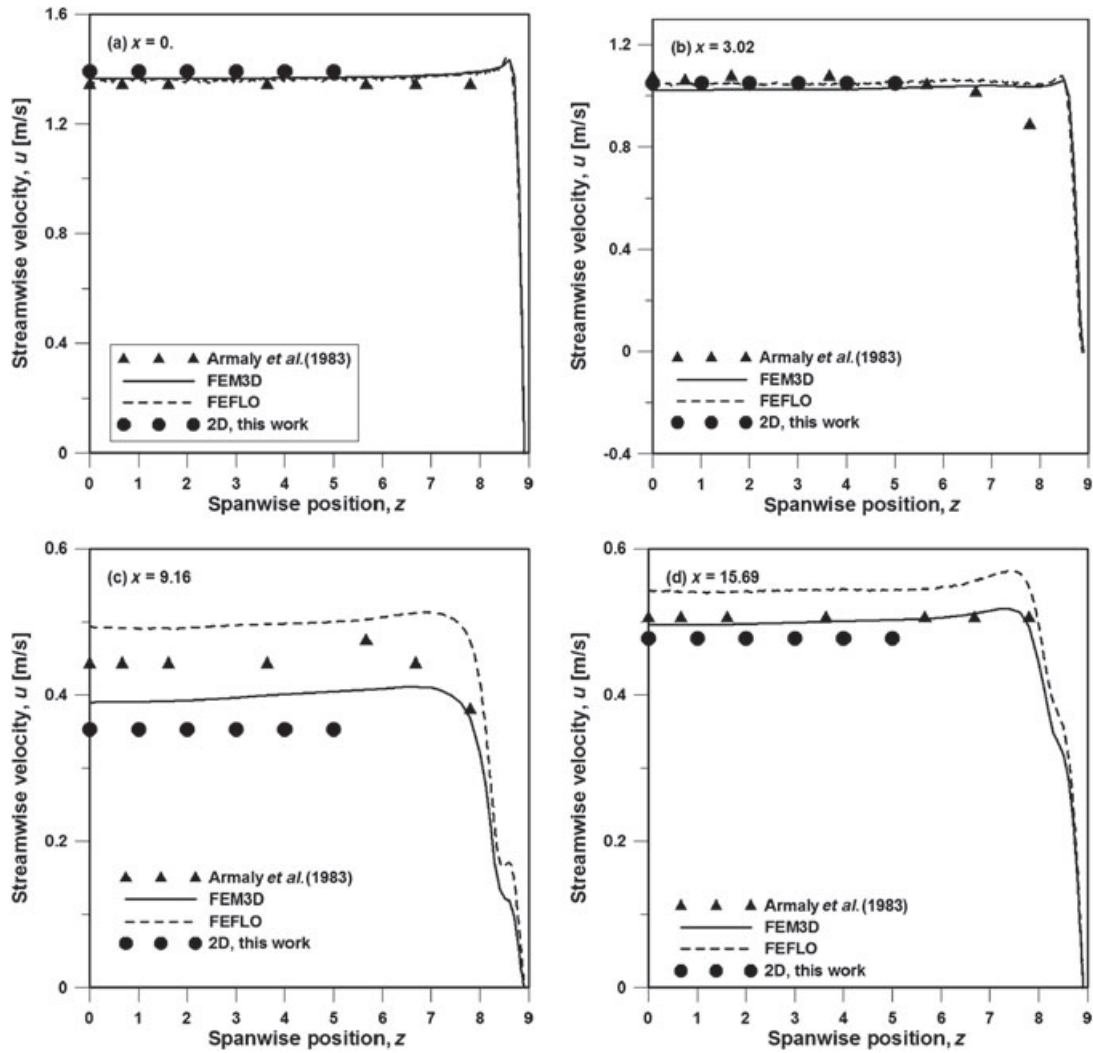 (a) x = 0.
Streamwise velocity, u [m/s]
1.6
1.2
0.8
0.4
0
Armaly et al.(1983)
FEM3D
FEFLO
2D, this work
0 1 2 3 4 5 6 7 8 9
Spanwise position, z
(b) x = 3.02
Streamwise velocity, u [m/s]
1.2
0.8
0.4
0
-0.4
Armaly et al.(1983)
FEM3D
FEFLO
2D, this work
0 1 2 3 4 5 6 7 8 9
Spanwise position, z
(c) x = 9.16
Streamwise velocity, u [m/s]
0.6
0.4
0.2
0
Armaly et al.(1983)
FEM3D
FEFLO
2D, this work
0 1 2 3 4 5 6 7 8 9
Spanwise position, z
(d) x = 15.69
Streamwise velocity, u [m/s]
0.6
0.4
0.2
0
Armaly et al.(1983)
FEM3D
FEFLO
2D, this work
0 1 2 3 4 5 6 7 8 9
Spanwise position, z